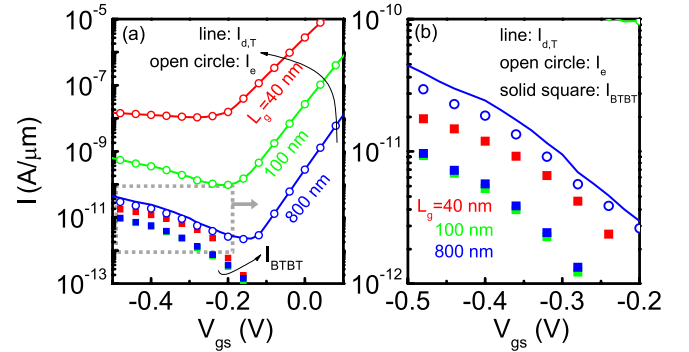 (a)
line: I_d,T
open circle: I_e
L_g=40 nm
100 nm
800 nm
I_BTBT
10^-5
10^-7
10^-9
10^-11
10^-13
I (A/μm)
-0.4
-0.2
0.0
V_gs (V)
(b)
line: I_d,T
open circle: I_e
solid square: I_BTBT
L_g=40 nm
100 nm
800 nm
10^-10
10^-11
10^-12
-0.5
-0.4
-0.3
-0.2
V_gs (V)